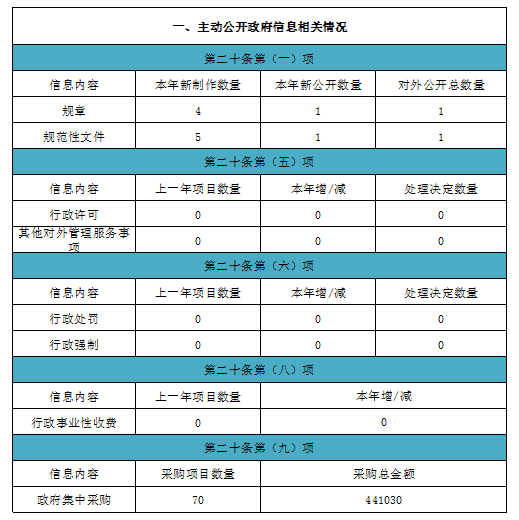 一、主动公开政府信息相关情况
第二十条第（一）项
信息内容 本年新制作数量 本年新公开数量 对外公开总数量
规章 4 1 1
规范性文件 5 1 1
第二十条第（五）项
信息内容 上一年项目数量 本年增/减 处理决定数量
行政许可 0 0 0
其他对外管理服务事
项 0 0 0
第二十条第（六）项
信息内容 上一年项目数量 本年增/减 处理决定数量
行政处罚 0 0 0
行政强制 0 0 0
第二十条第（八）项
信息内容 上一年项目数量 本年增/减
行政事业性收费 0 0
第二十条第（九）项
信息内容 采购项目数量 采购总金额
政府集中采购 70 441030